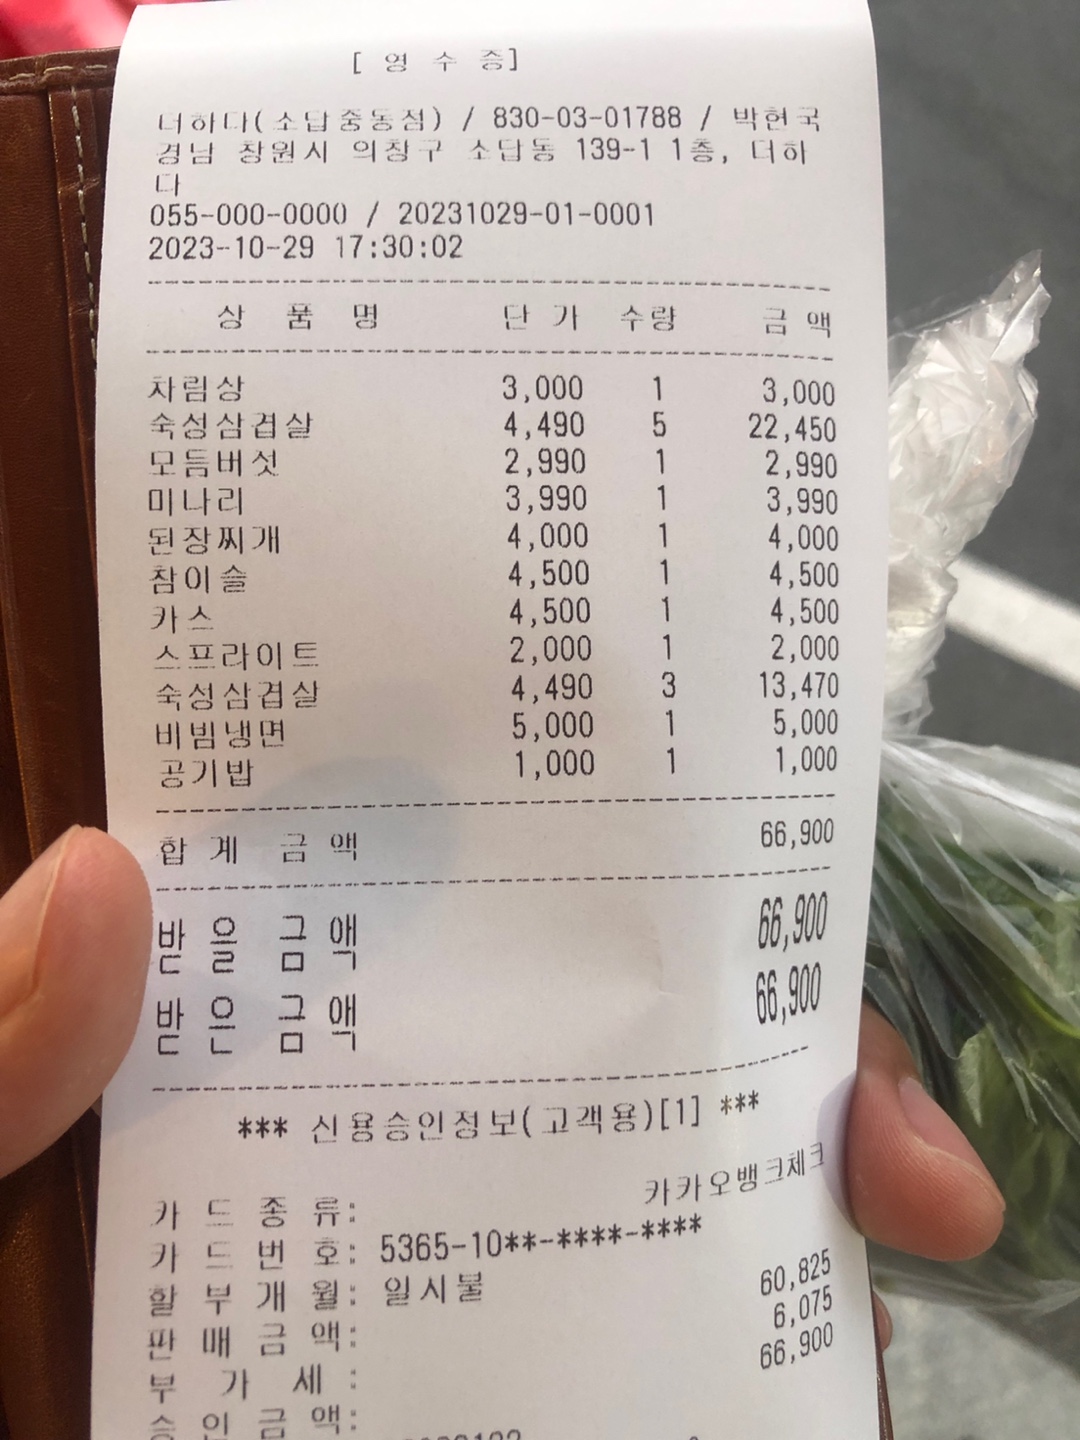 [ 영 수 증]
너하다(소답중동점) / 830-03-01788 / 박현국
경남 창원시 의창구 소답동 139-1 1층, 더하
다
055-000-0000 / 20231029-01-0001
2023-10-29 17:30:02
상 품 명 단 가 수량 금 액
차림상 3,000 1 3,000
숙성삼겹살 4,490 5 22,450
모듬버섯 2,990 1 2,990
미나리 3,990 1 3,990
된장찌개 4,000 1 4,000
참이슬 4,500 1 4,500
카스 4,500 1 4,500
스프라이트 2,000 1 2,000
숙성삼겹살 4,490 3 13,470
비빔냉면 5,000 1 5,000
공기밥 1,000 1 1,000
합 계 금 액 66,900
받 을 금 액 66,900
받 은 금 액 66,900
*** 신용승인정보(고객용)[1] ***
카 드 종 류: 카카오뱅크체크
카 드 번 호: 5365-10**-****-****
할 부 개 월: 일시불
판 매 금 액: 60,825
부 가 세 : 6,075
승 인 금 액: 66,900